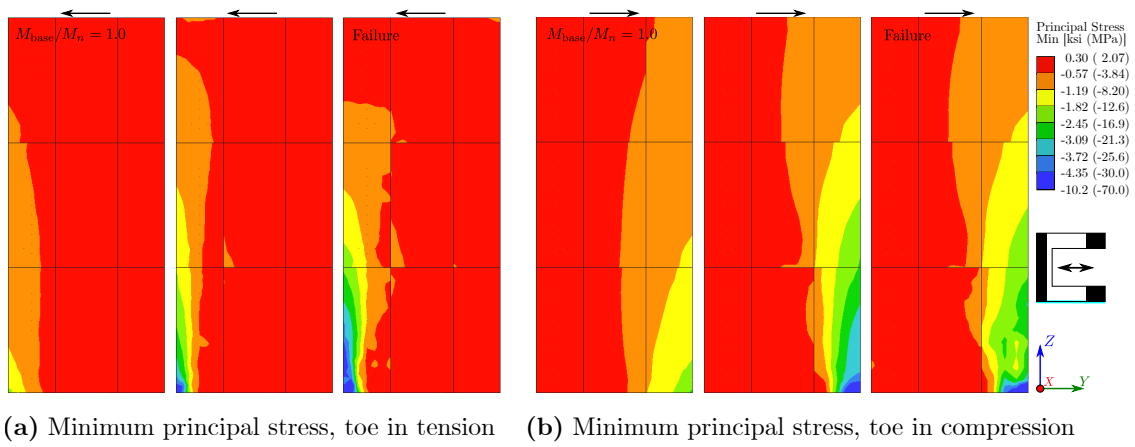 M_base/M_n = 1.0
Failure
M_base/M_n = 1.0
Failure
Principal Stress
Min [ksi (MPa)]
0.30 ( 2.07)
-0.57 (-3.84)
-1.19 (-8.20)
-1.82 (-12.6)
-2.45 (-16.9)
-3.09 (-21.3)
-3.72 (-25.6)
-4.35 (-30.0)
-10.2 (-70.0)
Z
X
Y
(a) Minimum principal stress, toe in tension
(b) Minimum principal stress, toe in compression